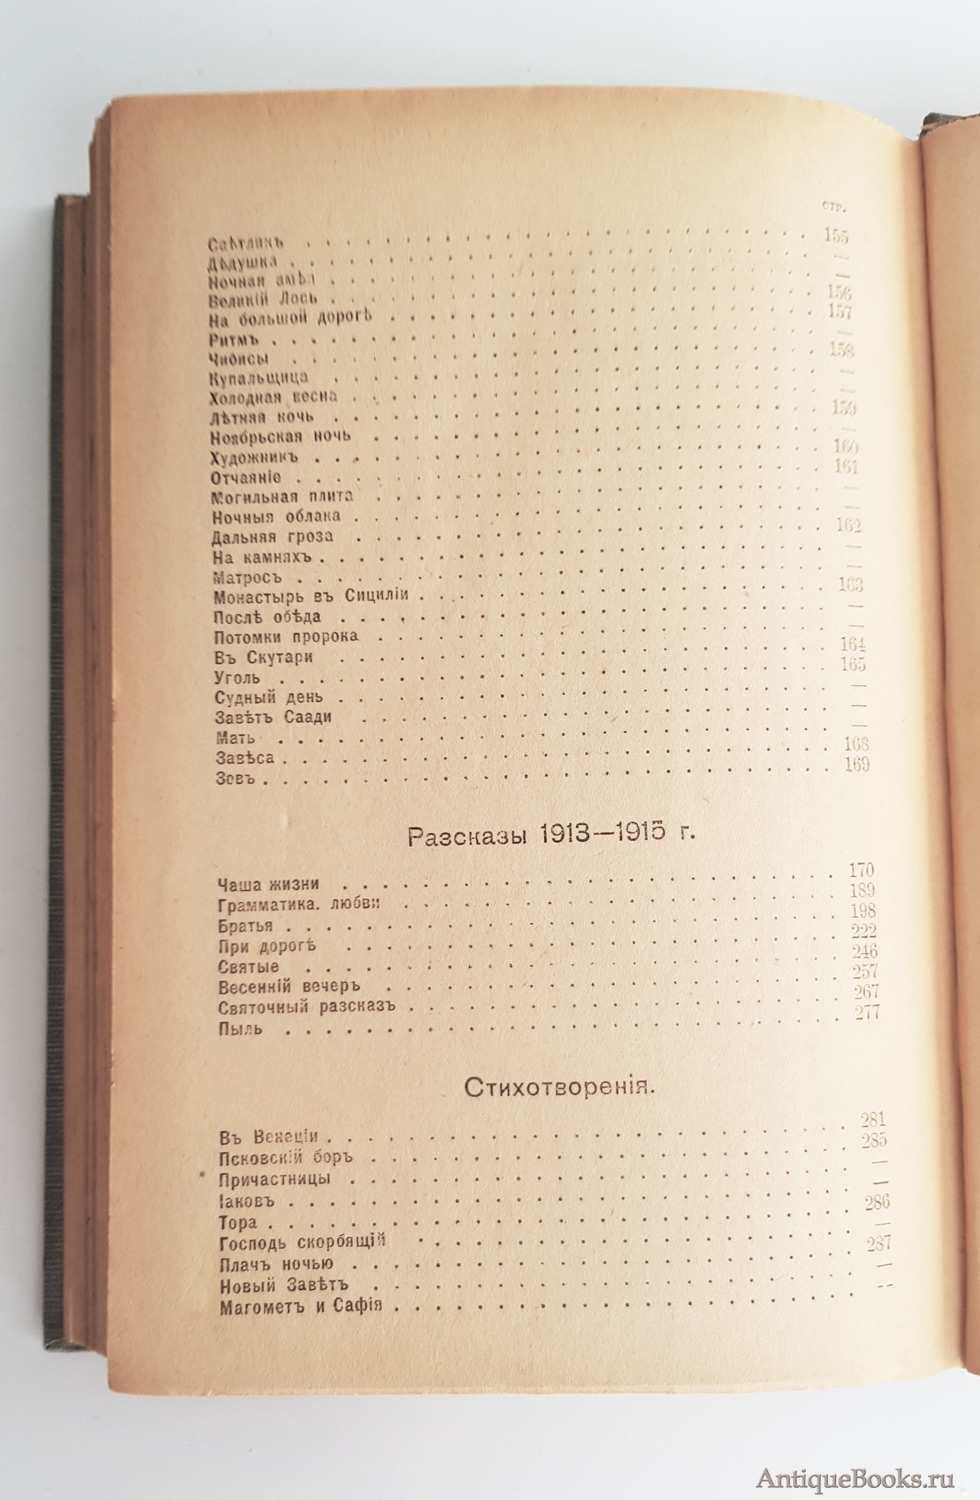 СТР.
Свѣтлякъ . . . 155
Дѣдушка . . . —
Ночная змѣя . . . —
Великій Лось . . . 156
На большой дорогѣ . . . 157
Ритмъ . . . —
Чибисы . . . 158
Купальщица . . . —
Холодная весна . . . —
Лѣтняя ночь . . . 159
Ноябрьская ночь . . . —
Художникъ . . . 160
Отчаяніе . . . 161
Могильная плита . . . —
Ночныя облака . . . —
Дальняя гроза . . . 162
На камняхъ . . . —
Матросъ . . . —
Монастырь въ Сициліи . . . 163
Послѣ обѣда . . . —
Потомки пророка . . . —
Въ Скутари . . . 164
Уголь . . . 165
Судный день . . . —
Завѣтъ Саади . . . —
Мать . . . —
Завѣса . . . 168
Зовъ . . . 169
Разсказы 1913—1915 г.
Чаша жизни . . . 170
Грамматика. любви . . . 189
Братья . . . 198
При дорогѣ . . . 222
Святые . . . 246
Весенній вечеръ . . . 257
Святочный разсказъ . . . 267
Пыль . . . 277
Стихотворенія.
Въ Венеціи . . . 281
Псковскій боръ . . . 285
Причастницы . . . —
Іаковъ . . . —
Тора . . . 286
Господь скорбящій . . . —
Плачъ ночью . . . 287
Новый Завѣтъ . . . —
Магометъ и Сафія . . . —
AntiqueBooks.ru